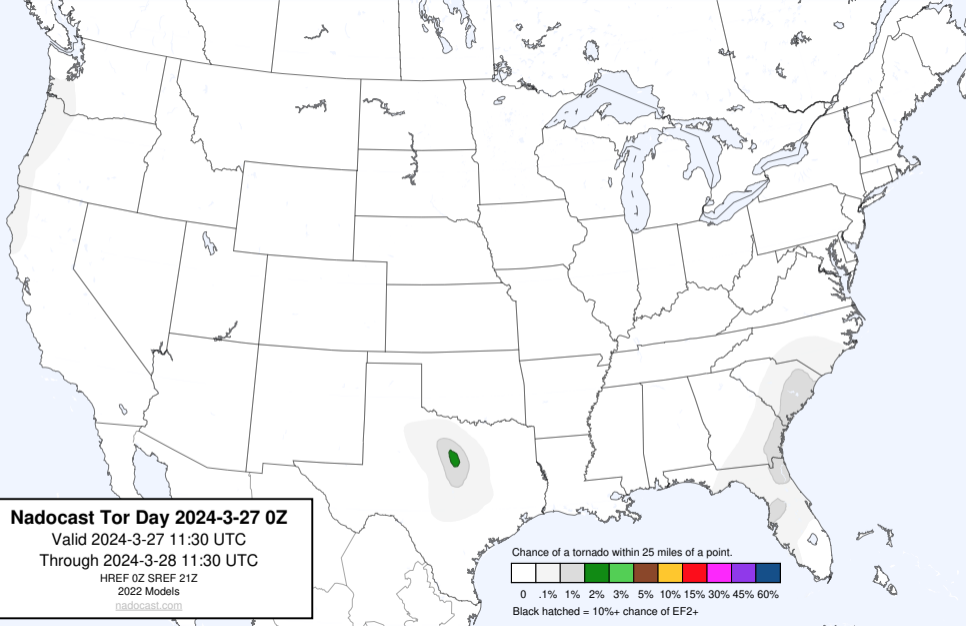 Nadocast Tor Day 2024-3-27 0Z
Valid 2024-3-27 11:30 UTC
Through 2024-3-28 11:30 UTC
HREF 0Z SREF 21Z
2022 Models
nadocast.com
Chance of a tornado within 25 miles of a point.
0 .1% 1% 2% 3% 5% 10% 15% 30% 45% 60%
Black hatched = 10%+ chance of EF2+